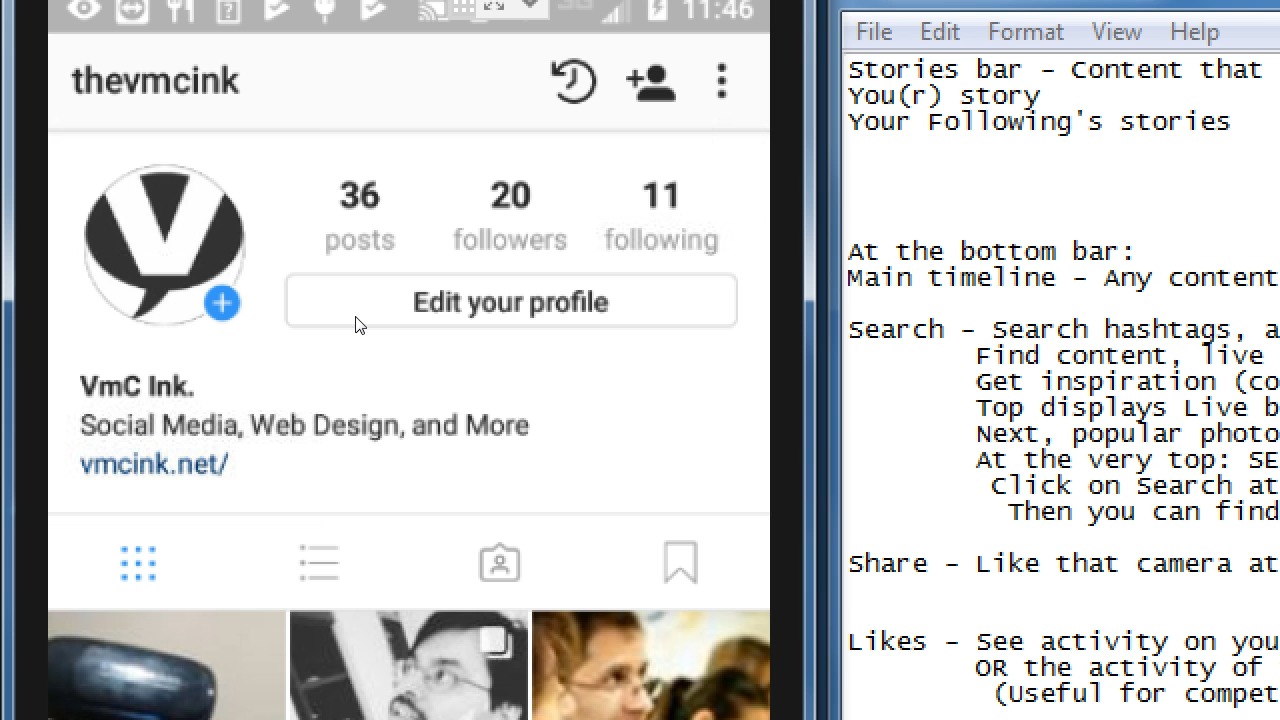 11:46
thevmcink
36 20 11
posts followers following
Edit your profile
VmC Ink.
Social Media, Web Design, and More
vmcink.net/
File Edit Format View Help
Stories bar - Content that
You(r) story
Your Following's stories
At the bottom bar:
Main timeline - Any content
Search - Search hashtags, a
Find content, live
Get inspiration (co
Top displays Live b
Next, popular photo
At the very top: SE
Click on Search at
Then you can find
Share - Like that camera at
Likes - See activity on you
OR the activity of
(Useful for compet